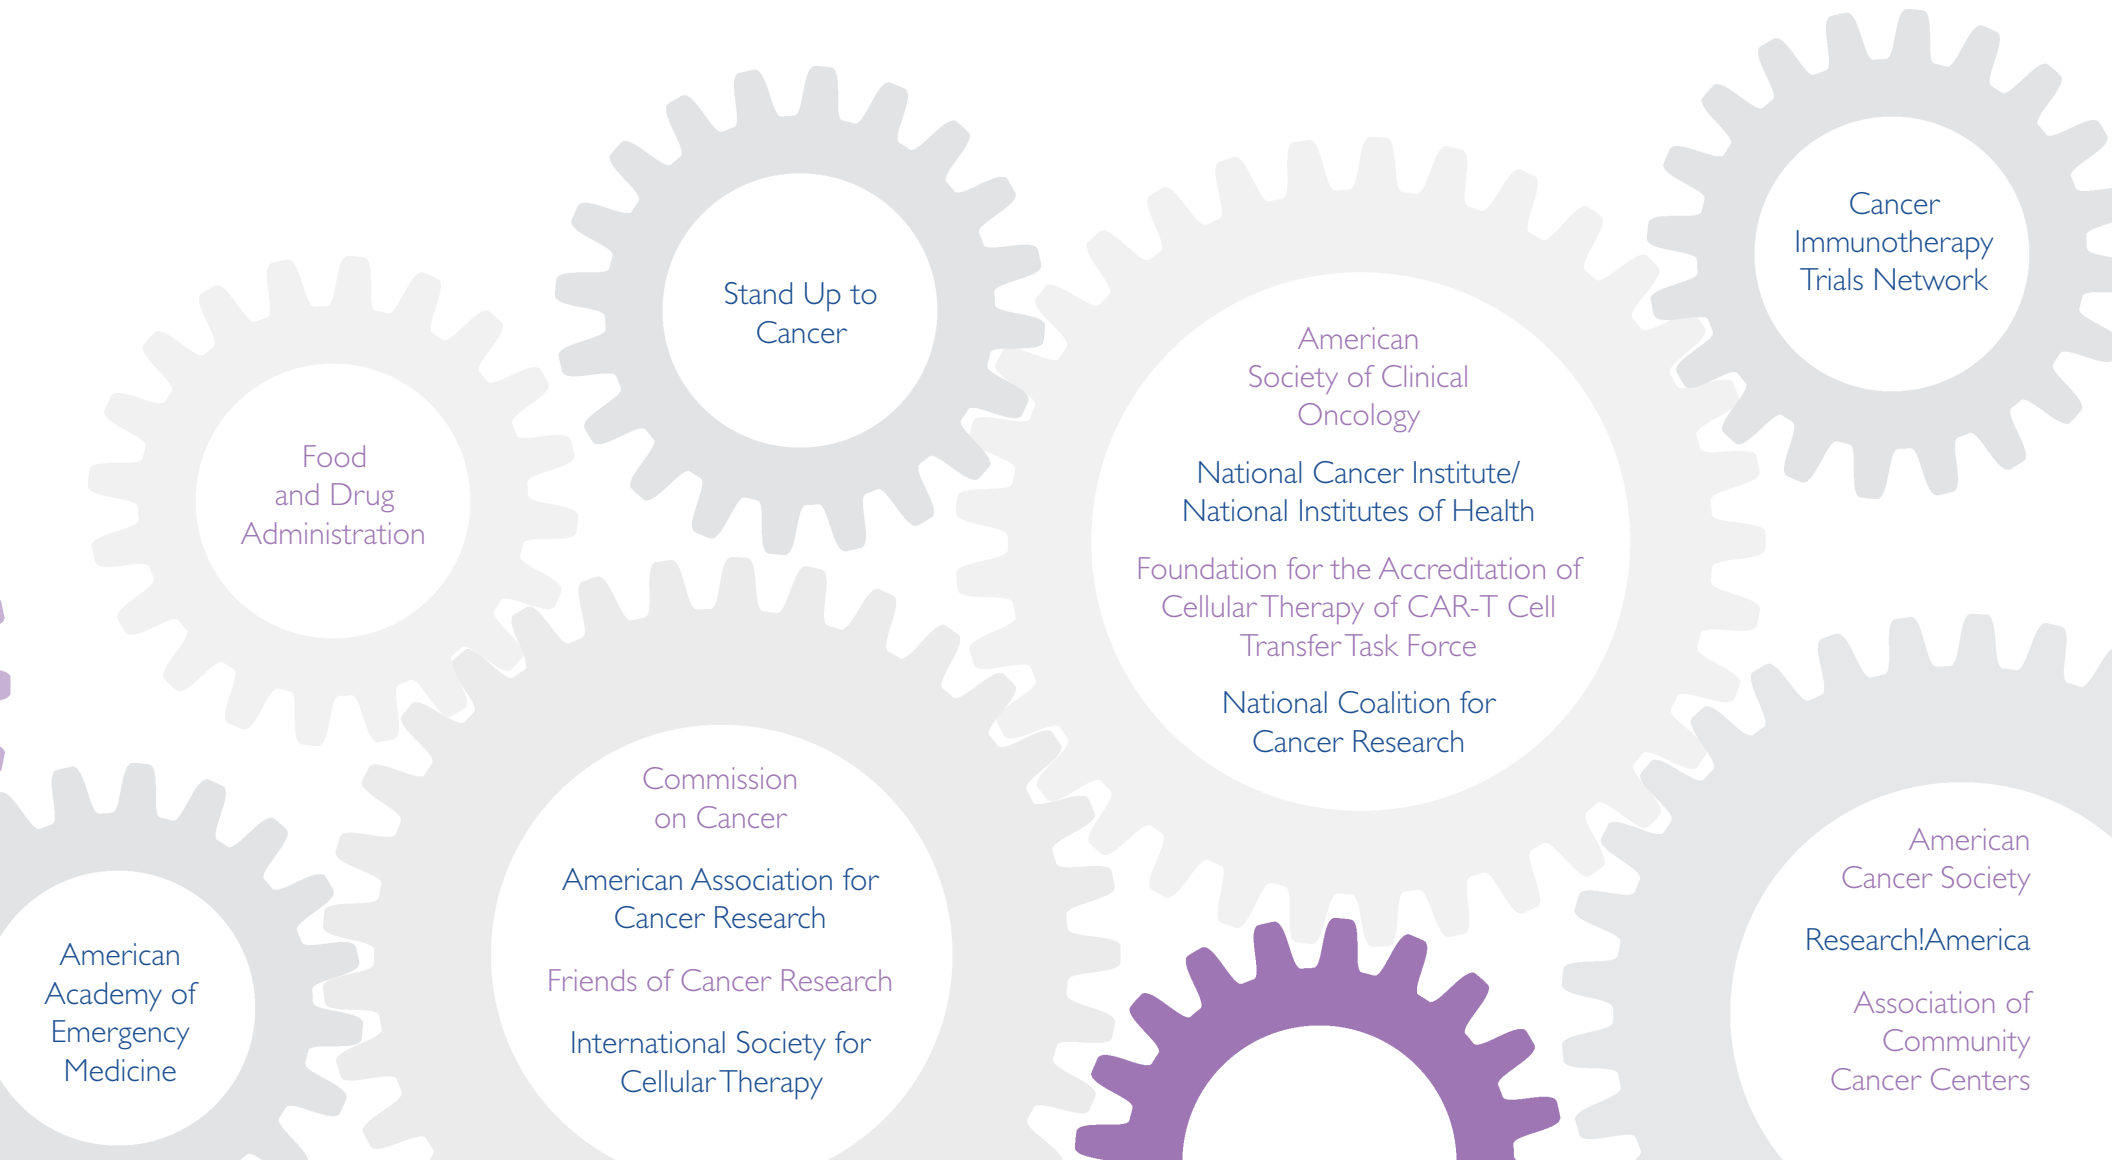 Cancer
Immunotherapy
Trials Network
Stand Up to
Cancer
American
Society of Clinical
Oncology
National Cancer Institute/
National Institutes of Health
Foundation for the Accreditation of
Cellular Therapy of CAR-T Cell
Transfer Task Force
National Coalition for
Cancer Research
Food
and Drug
Administration
Commission
on Cancer
American Association for
Cancer Research
Friends of Cancer Research
International Society for
Cellular Therapy
American
Cancer Society
Research!America
Association of
Community
Cancer Centers
American
Academy of
Emergency
Medicine